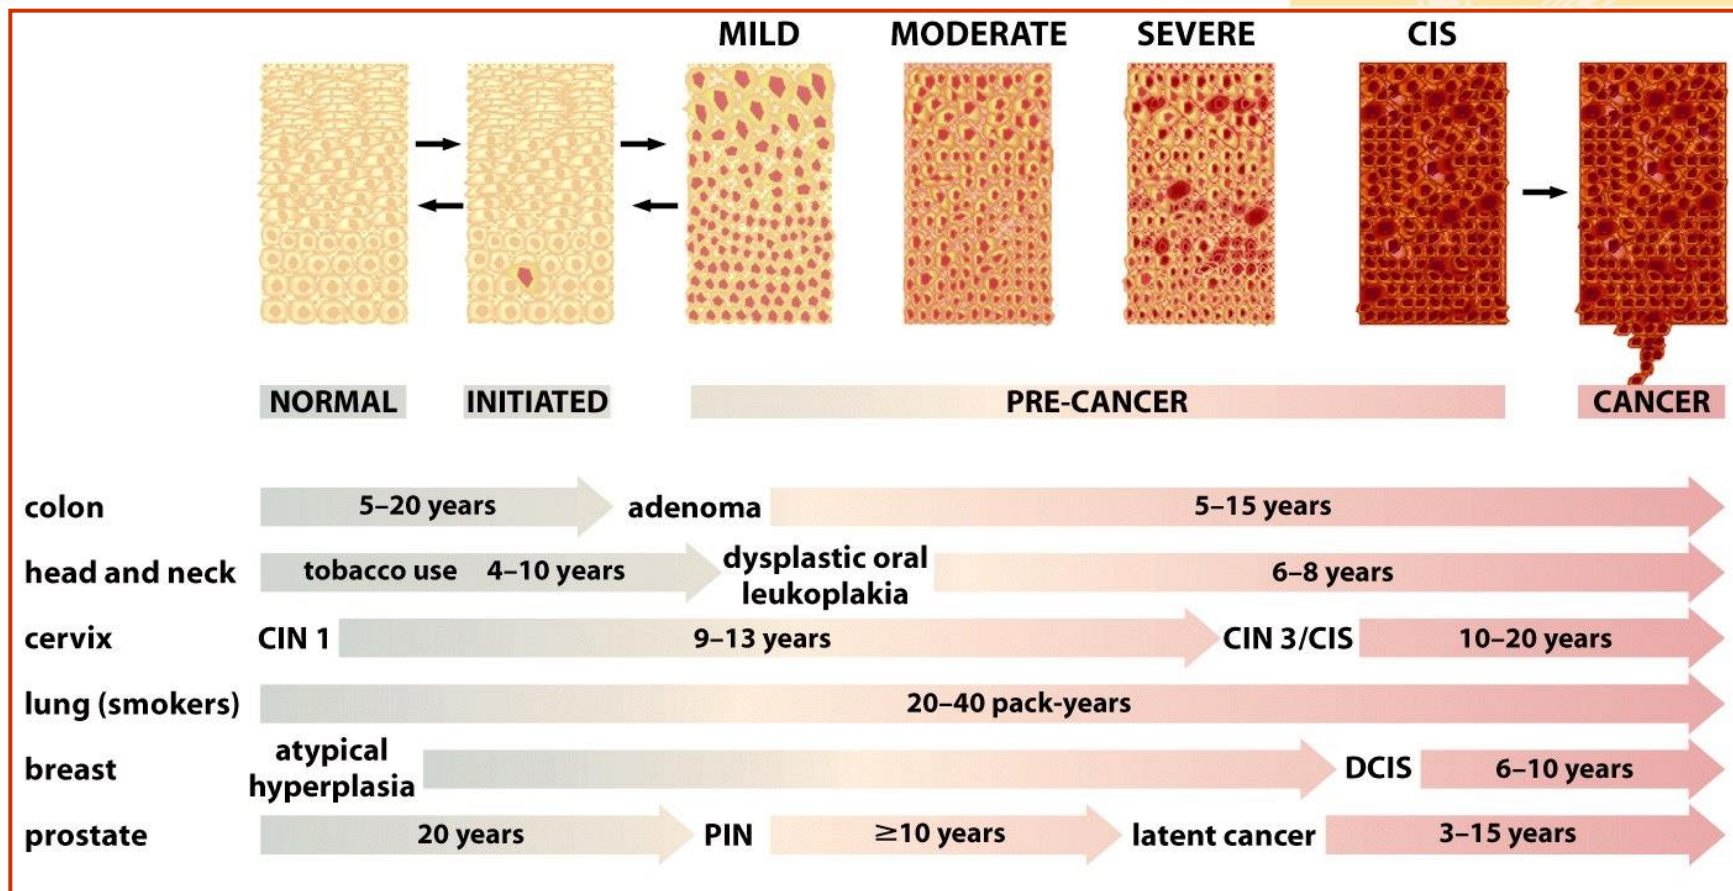 MILD MODERATE SEVERE CIS
NORMAL INITIATED PRE-CANCER CANCER
colon 5–20 years adenoma 5–15 years
head and neck tobacco use 4–10 years dysplastic oral leukoplakia 6–8 years
cervix CIN 1 9–13 years CIN 3/CIS 10–20 years
lung (smokers) 20–40 pack-years
breast atypical hyperplasia DCIS 6–10 years
prostate 20 years PIN ≥10 years latent cancer 3–15 years